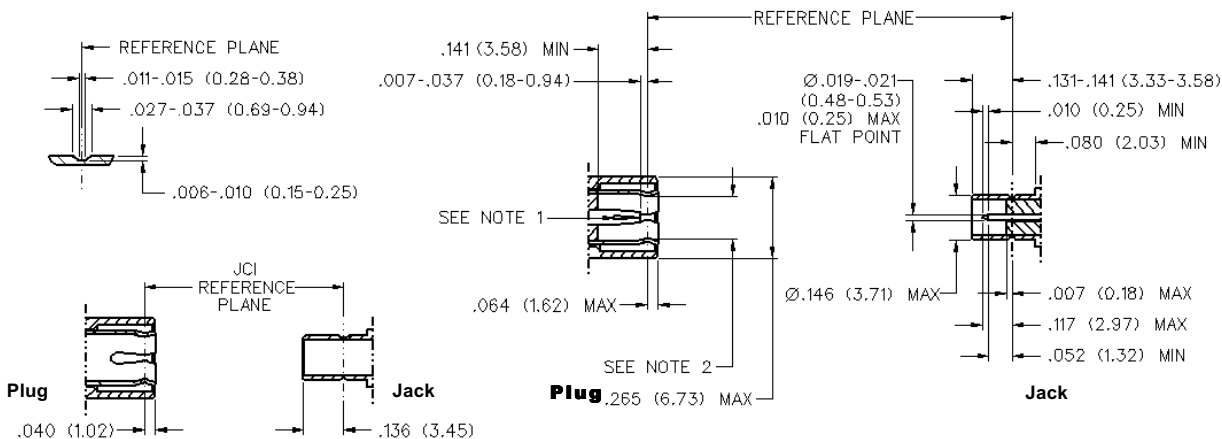 REFERENCE PLANE
.011-.015 (0.28-0.38)
.027-.037 (0.69-0.94)
.006-.010 (0.15-0.25)
JCI
REFERENCE
PLANE
Plug
Jack
.040 (1.02)
.136 (3.45)
REFERENCE PLANE
.141 (3.58) MIN
.007-.037 (0.18-0.94)
SEE NOTE 1
.064 (1.62) MAX
SEE NOTE 2
Plug
.265 (6.73) MAX
Ø.019-.021
(0.48-0.53)
.010 (0.25) MAX
FLAT POINT
.131-.141 (3.33-3.58)
.010 (0.25) MIN
.080 (2.03) MIN
Ø.146 (3.71) MAX
.007 (0.18) MAX
.117 (2.97) MAX
.052 (1.32) MIN
Jack